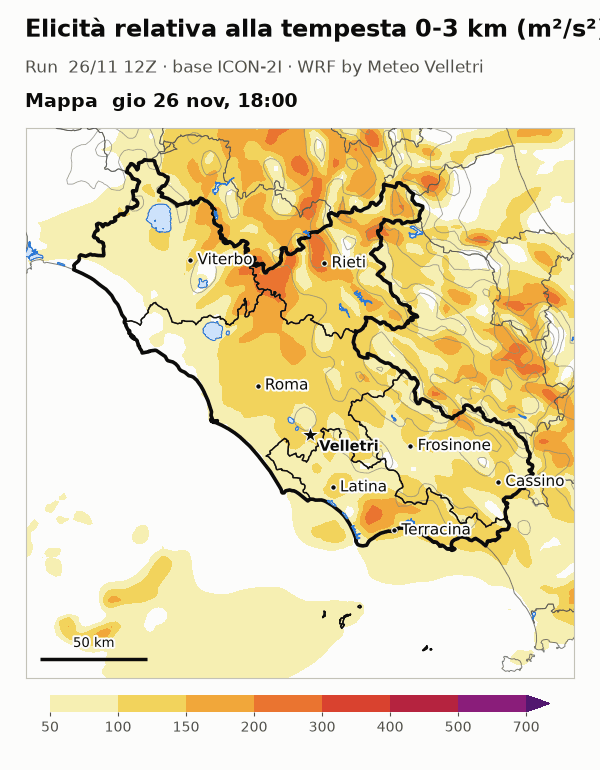 Elicità relativa alla tempesta 0-3 km (m²/s²)
Run  26/11 12Z · base ICON-2I · WRF by Meteo Velletri
Mappa  gio 26 nov, 18:00
Viterbo
Rieti
Roma
Velletri
Frosinone
Cassino
Latina
Terracina
50 km
50 100 150 200 300 400 500 700